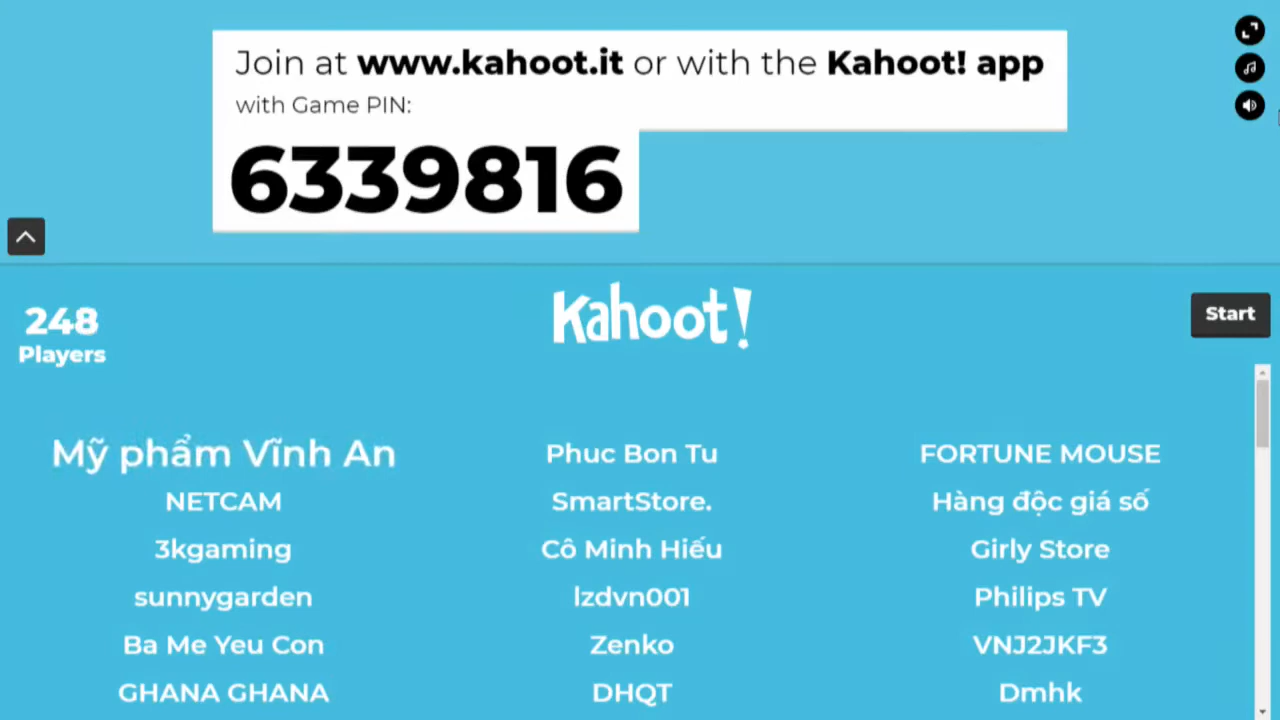 Join at www.kahoot.it or with the Kahoot! app
with Game PIN:
6339816
248
Players
Kahoot!
Start
Mỹ phẩm Vĩnh An
Phuc Bon Tu
FORTUNE MOUSE
NETCAM
SmartStore.
Hàng độc giá số
3kgaming
Cô Minh Hiếu
Girly Store
sunnygarden
lzdvn001
Philips TV
Ba Me Yeu Con
Zenko
VNJ2JKF3
GHANA GHANA
DHQT
Dmhk